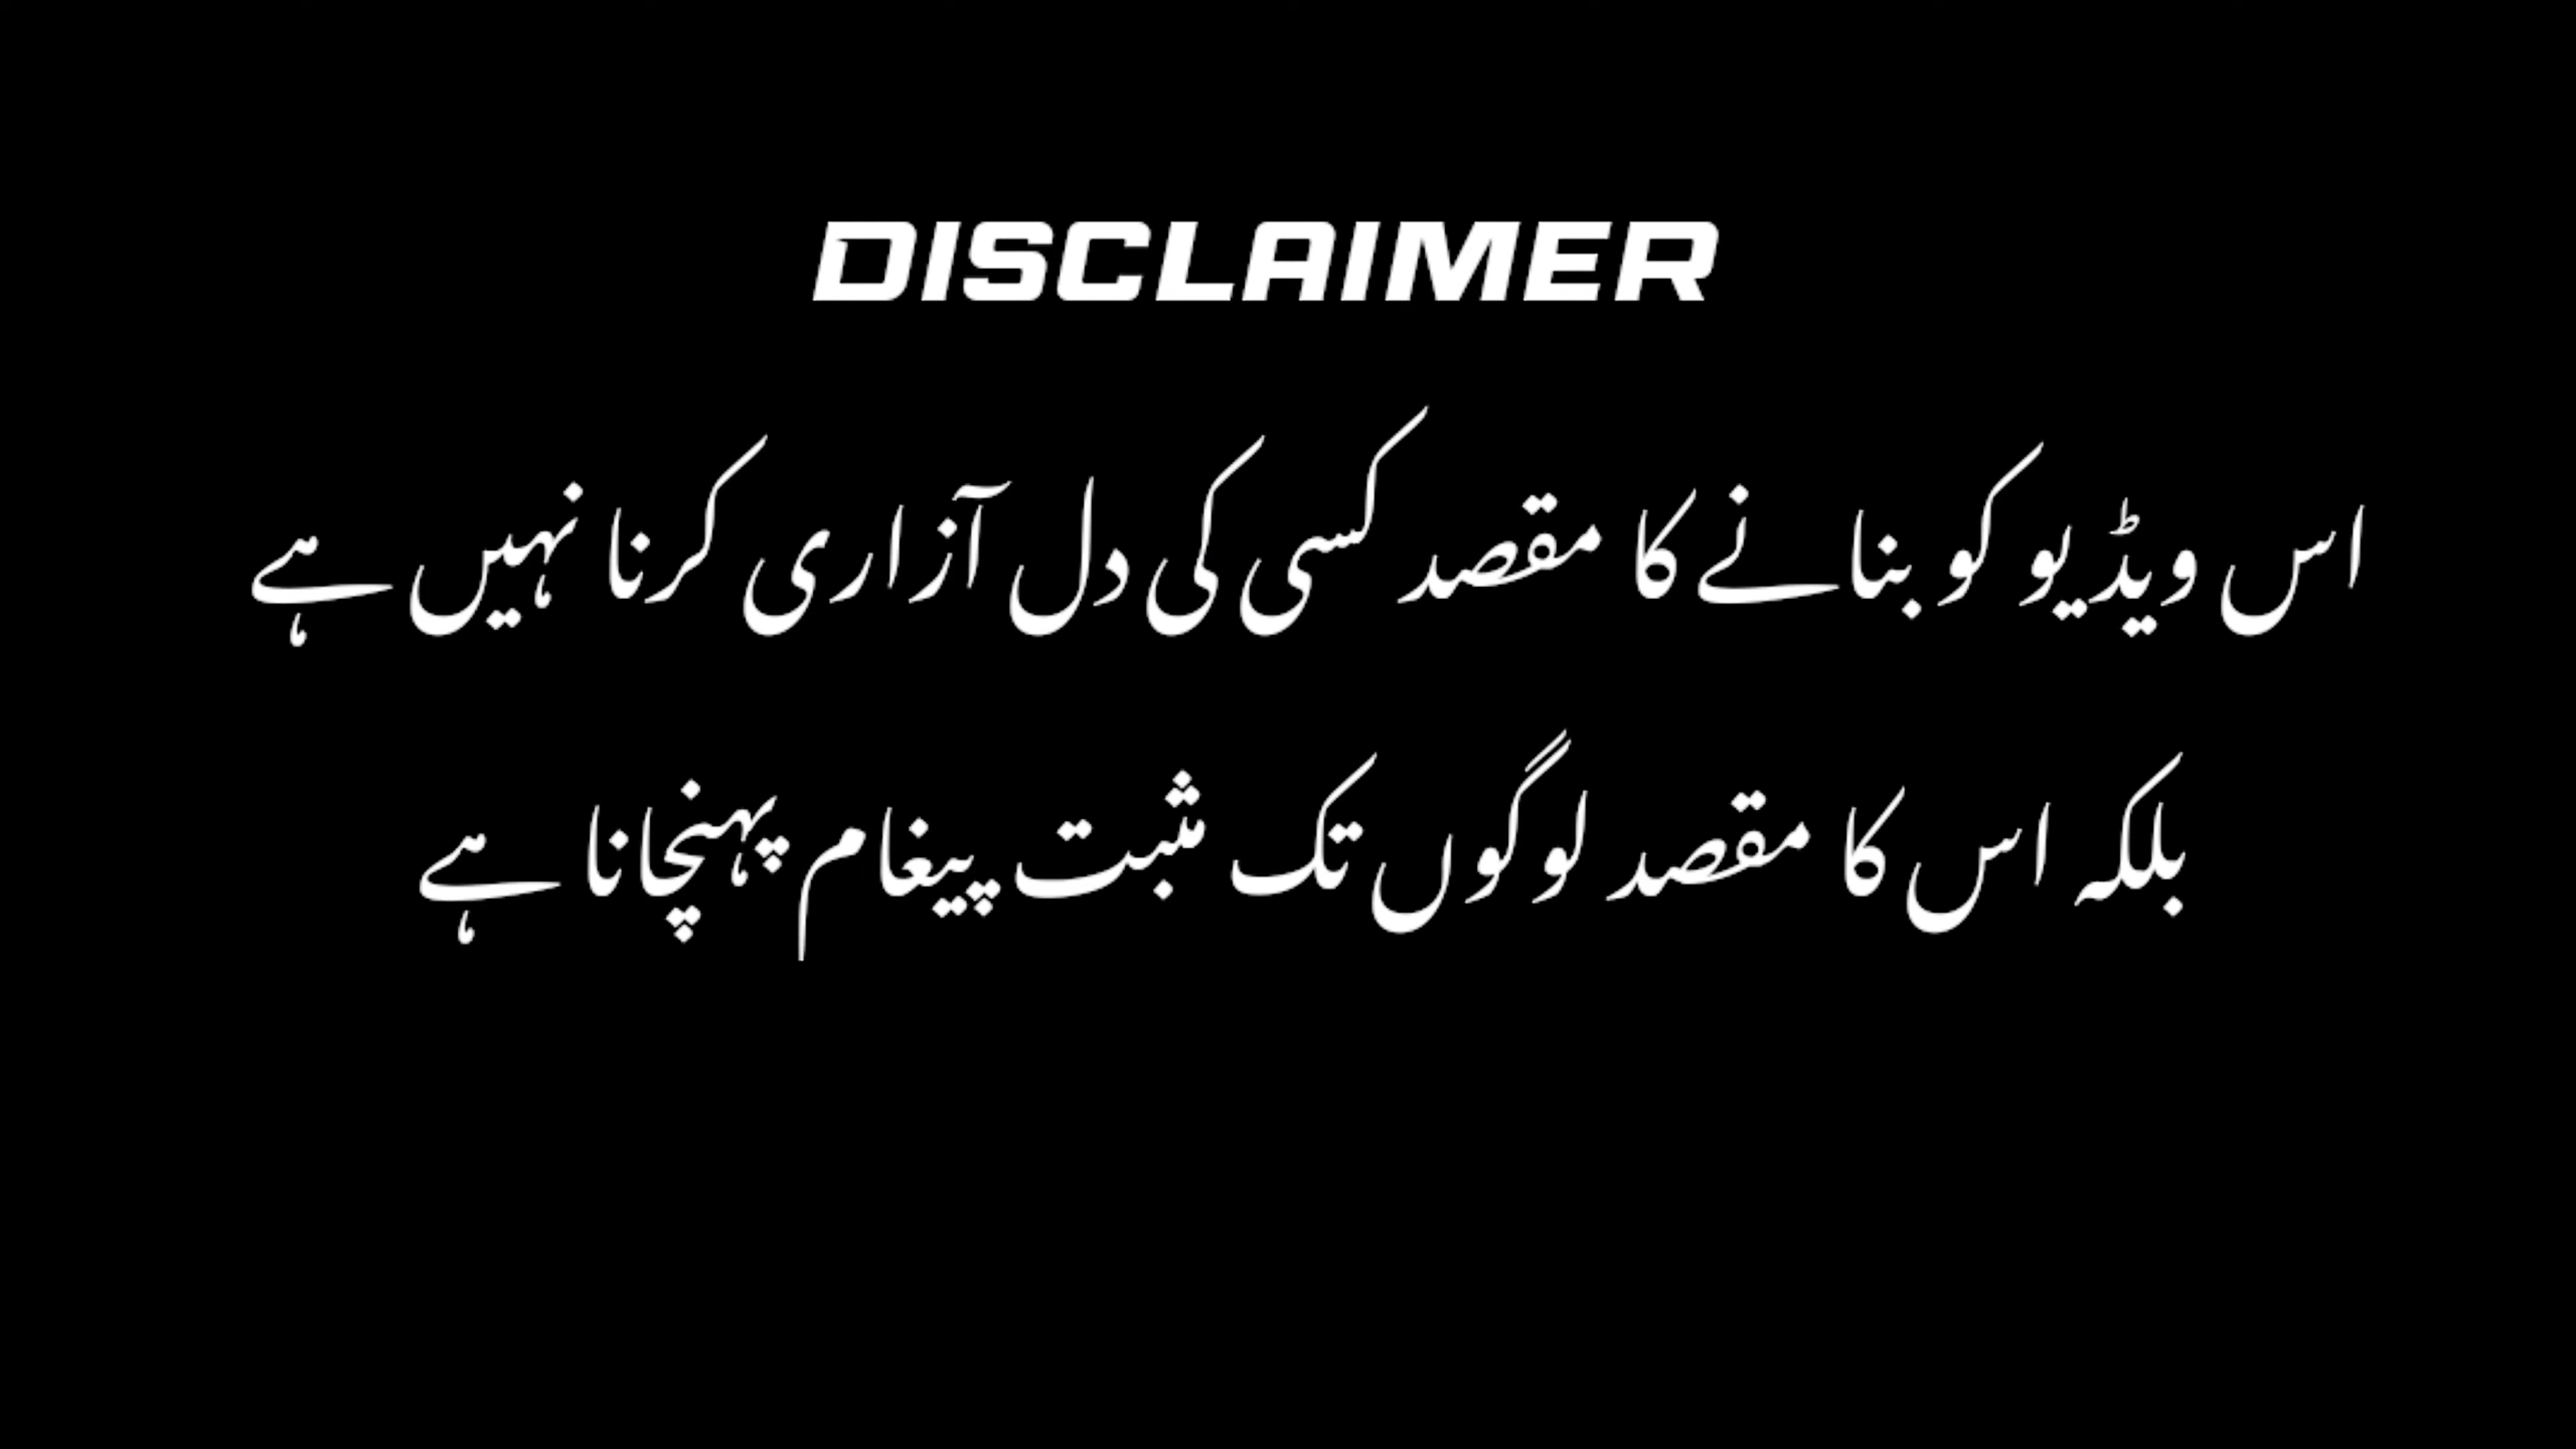 DISCLAIMER
اس ویڈیو کو بنانے کا مقصد کسی کی دل آزاری کرنا نہیں ہے
بلکہ اس کا مقصد لوگوں تک مثبت پیغام پہنچانا ہے